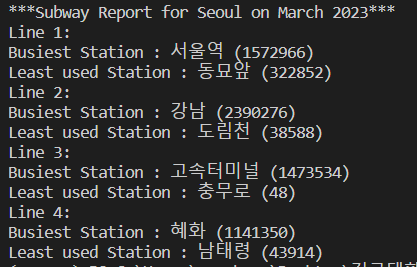 ***Subway Report for Seoul on March 2023***
Line 1:
Busiest Station : 서울역 (1572966)
Least used Station : 동묘앞 (322852)
Line 2:
Busiest Station : 강남 (2390276)
Least used Station : 도림천 (38588)
Line 3:
Busiest Station : 고속터미널 (1473534)
Least used Station : 충무로 (48)
Line 4:
Busiest Station : 혜화 (1141350)
Least used Station : 남태령 (43914)